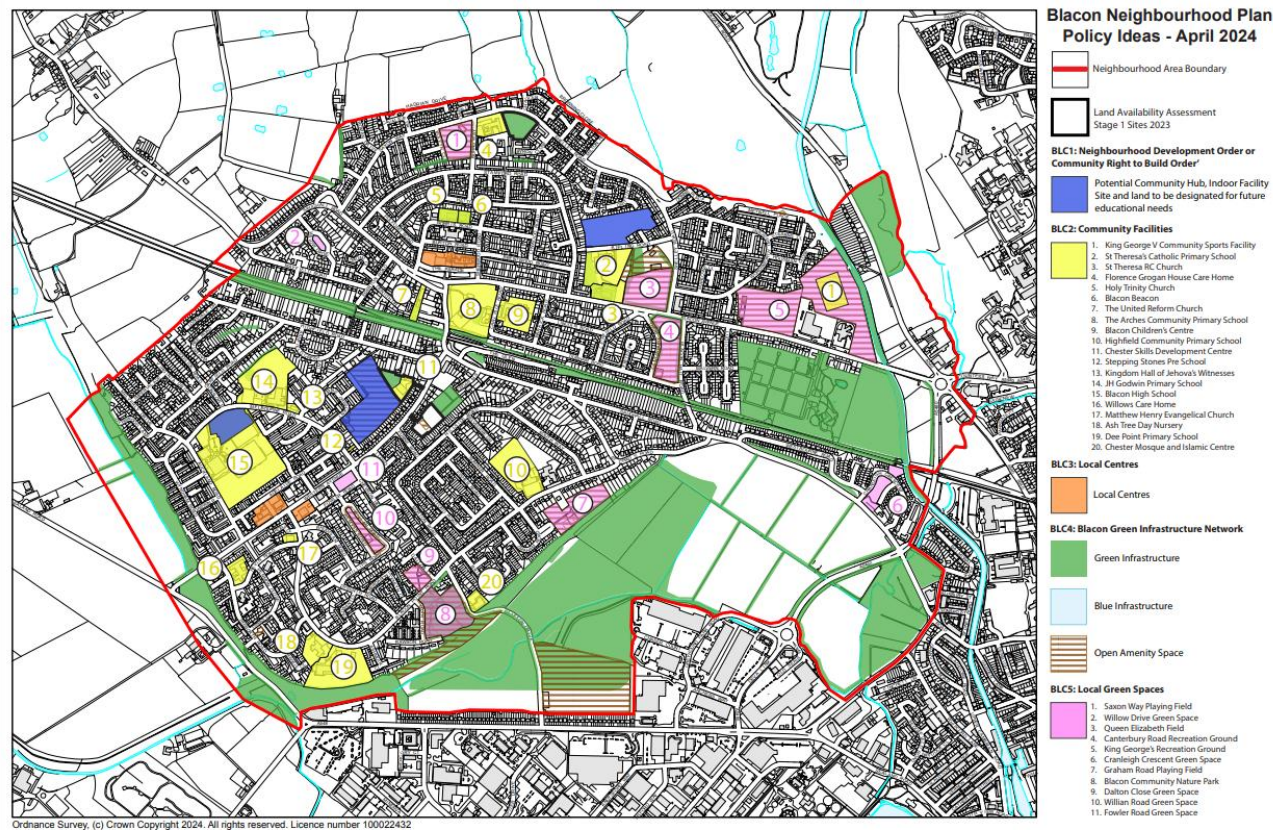 Blacon Neighbourhood Plan
Policy Ideas - April 2024
Neighbourhood Area Boundary
Land Availability Assessment
Stage 1 Sites 2023
BLC1: Neighbourhood Development Order or
Community Right to Build Order'
Potential Community Hub, Indoor Facility
Site and land to be designated for future
educational needs
BLC2: Community Facilities
1. King George V Community Sports Facility
2. St Theresa's Catholic Primary School
3. St Theresa RC Church
4. Florence Grogan House Care Home
5. Holy Trinity Church
6. Blacon Beacon
7. The United Reform Church
8. The Arches Community Primary School
9. Blacon Children's Centre
10. Highfield Community Primary School
11. Chester Skills Development Centre
12. Stepping Stones Pre School
13. Kingdom Hall of Jehova's Witnesses
14. JH Godwin Primary School
15. Blacon High School
16. Willows Care Home
17. Matthew Henry Evangelical Church
18. Ash Tree Day Nursery
19. Dee Point Primary School
20. Chester Mosque and Islamic Centre
BLC3: Local Centres
Local Centres
BLC4: Blacon Green Infrastructure Network
Green Infrastructure
Blue Infrastructure
Open Amenity Space
BLC5: Local Green Spaces
1. Saxon Way Playing Field
2. Willow Drive Green Space
3. Queen Elizabeth Field
4. Canterbury Road Recreation Ground
5. King George's Recreation Ground
6. Cranleigh Crescent Green Space
7. Graham Road Playing Field
8. Blacon Community Nature Park
9. Dalton Close Green Space
10. Willian Road Green Space
11. Fowler Road Green Space
1
4
5
6
2
2
3
1
5
7
8
9
3
4
11
14
13
12
15
11
10
10
7
6
16
17
9
20
8
18
19
Ordnance Survey, (c) Crown Copyright 2024. All rights reserved. Licence number 100022432